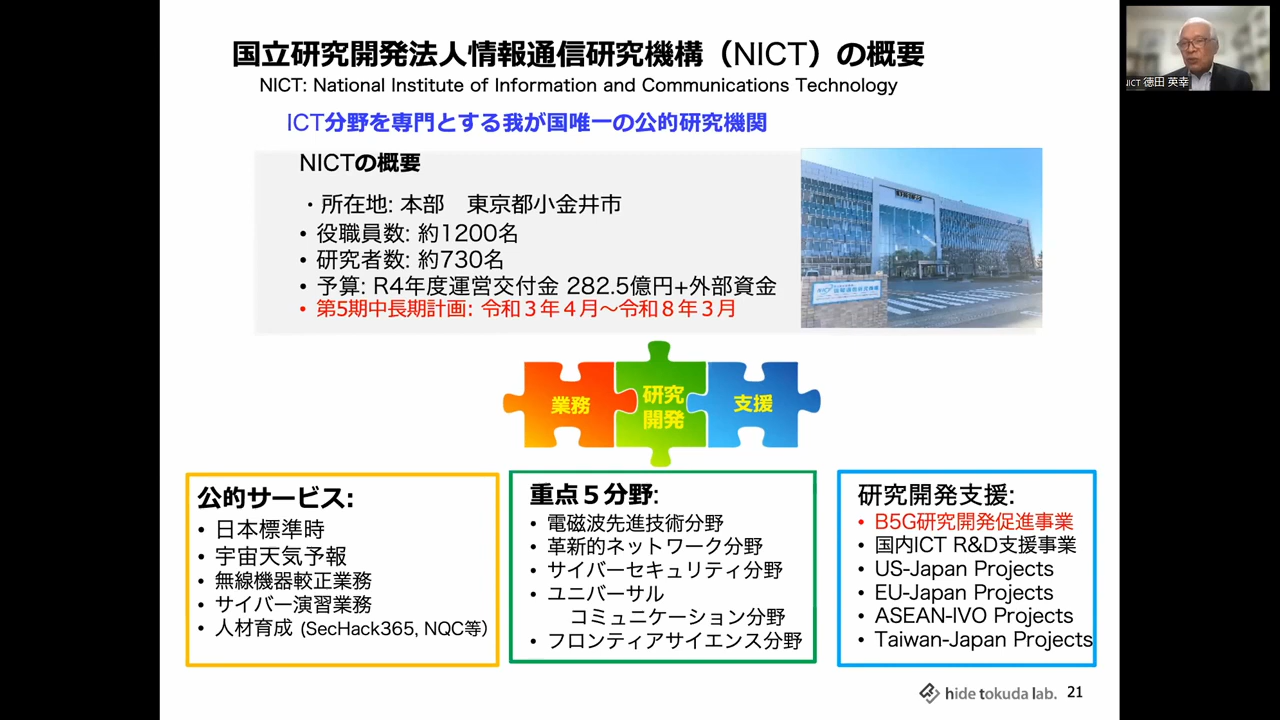 国立研究開発法人情報通信研究機構（NICT）の概要
NICT: National Institute of Information and Communications Technology
ICT分野を専門とする我が国唯一の公的研究機関
NICTの概要
・所在地: 本部　東京都小金井市
• 役職員数: 約1200名
• 研究者数: 約730名
• 予算: R4年度運営交付金 282.5億円+外部資金
• 第5期中長期計画: 令和３年４月～令和８年３月
業務
研究
開発
支援
公的サービス:
• 日本標準時
• 宇宙天気予報
• 無線機器較正業務
• サイバー演習業務
• 人材育成 (SecHack365, NQC等)
重点５分野:
• 電磁波先進技術分野
• 革新的ネットワーク分野
• サイバーセキュリティ分野
• ユニバーサル
コミュニケーション分野
• フロンティアサイエンス分野
研究開発支援:
• B5G研究開発促進事業
• 国内ICT R&D支援事業
• US-Japan Projects
• EU-Japan Projects
• ASEAN-IVO Projects
• Taiwan-Japan Projects
hide tokuda lab. 21
NICT 徳田 英幸